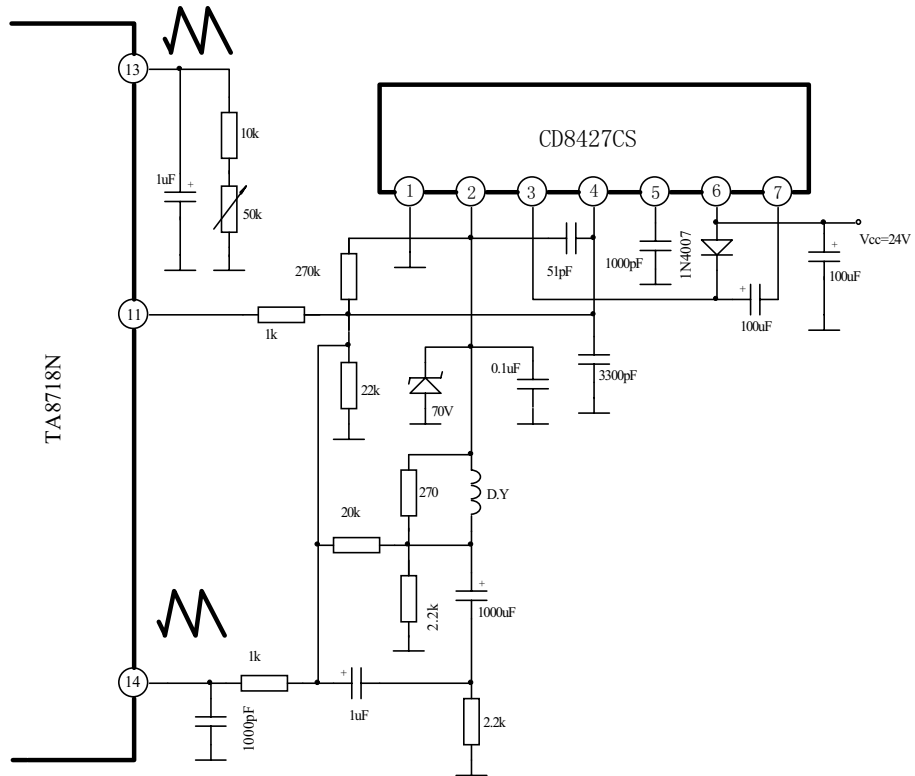 13
10k
1uF
+
50k
CD8427CS
1
2
3
4
5
6
7
Vcc=24V
51pF
1000pF
1N4007
+
100uF
+
100uF
270k
11
1k
22k
70V
0.1uF
3300pF
TA8718N
270
D.Y
20k
2.2k
+
1000uF
14
1k
1000pF
+
1uF
2.2k